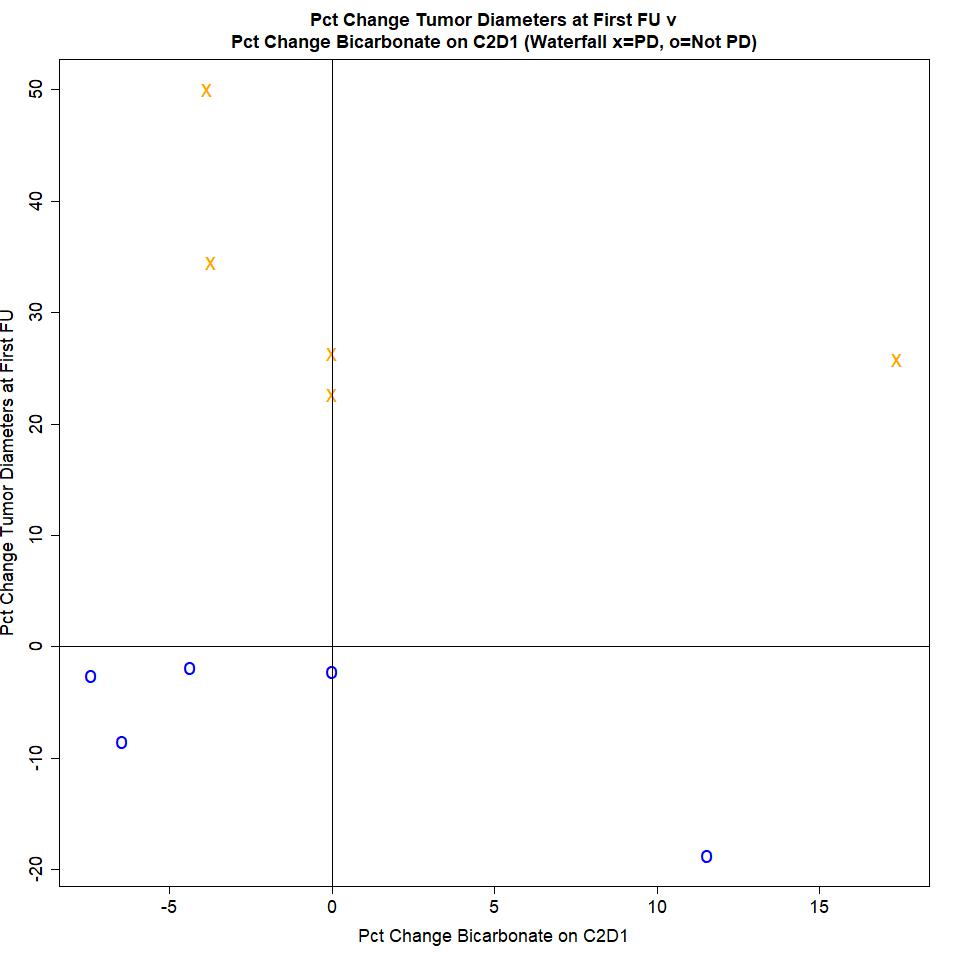 Pct Change Tumor Diameters at First FU v
Pct Change Bicarbonate on C2D1 (Waterfall x=PD, o=Not PD)
Pct Change Tumor Diameters at First FU
50
40
30
20
10
0
-10
-20
X
X
X
X
X
O
O
O
O
O
-5 0 5 10 15
Pct Change Bicarbonate on C2D1